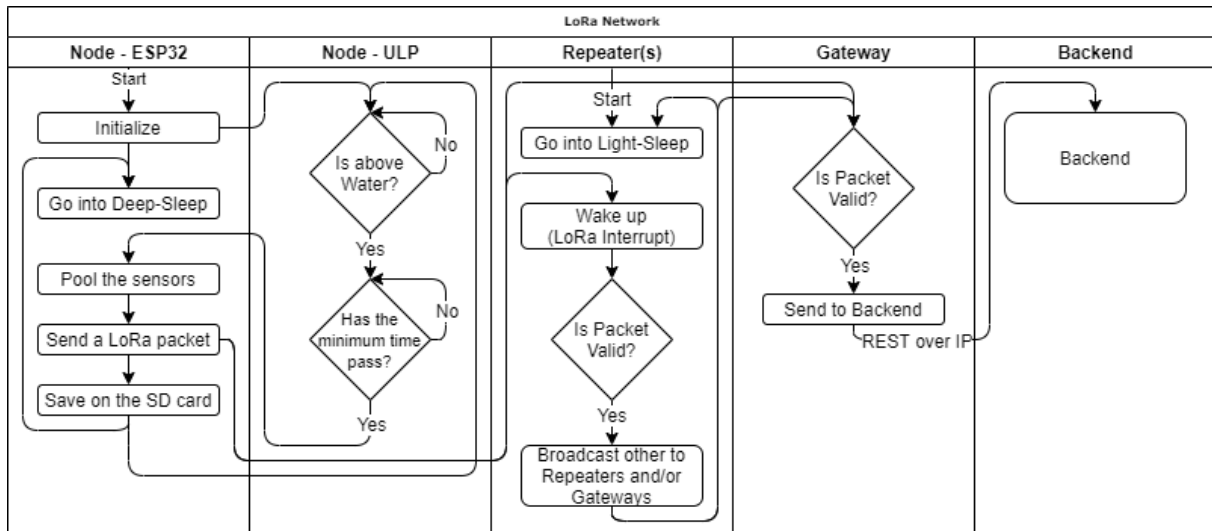 LoRa Network
Node - ESP32
Node - ULP
Repeater(s)
Gateway
Backend
Start
Initialize
Go into Deep-Sleep
Pool the sensors
Send a LoRa packet
Save on the SD card
Is above
Water?
No
Yes
Has the
minimum time
pass?
No
Yes
Start
Go into Light-Sleep
Wake up
(LoRa Interrupt)
Is Packet
Valid?
Yes
Broadcast other to
Repeaters and/or
Gateways
Is Packet
Valid?
Yes
Send to Backend
REST over IP
Backend